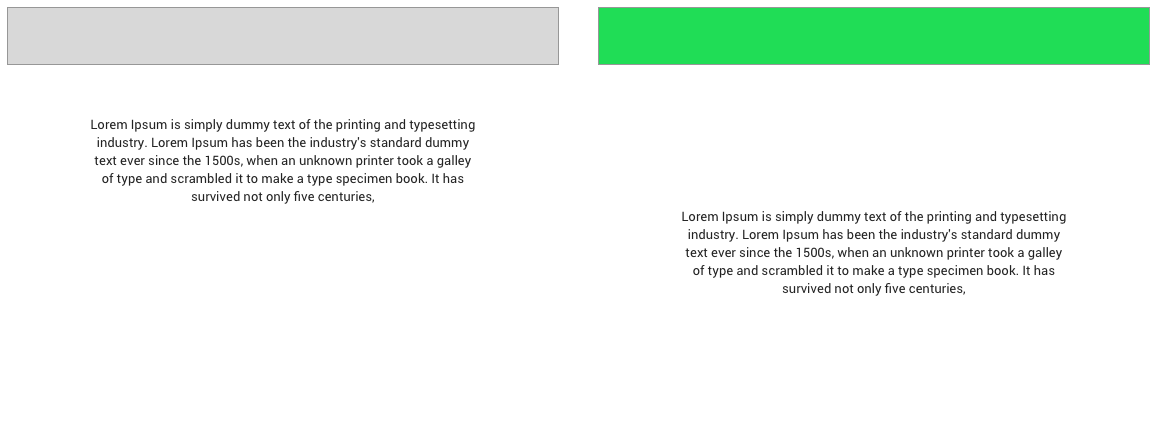 Lorem Ipsum is simply dummy text of the printing and typesetting
industry. Lorem Ipsum has been the industry's standard dummy
text ever since the 1500s, when an unknown printer took a galley
of type and scrambled it to make a type specimen book. It has
survived not only five centuries,
Lorem Ipsum is simply dummy text of the printing and typesetting
industry. Lorem Ipsum has been the industry's standard dummy
text ever since the 1500s, when an unknown printer took a galley
of type and scrambled it to make a type specimen book. It has
survived not only five centuries,